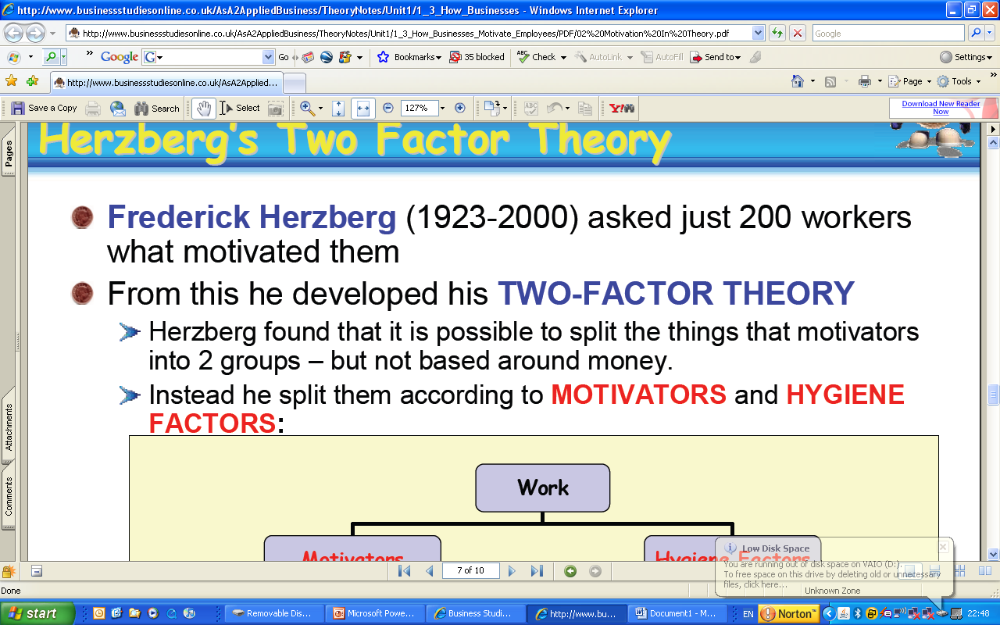 http://www.businessstudiesonline.co.uk/AsA2AppliedBusiness/TheoryNotes/Unit1/1_3_How_Businesses - Windows Internet Explorer
http://www.businessstudiesonline.co.uk/AsA2AppliedBusiness/TheoryNotes/Unit1/1_3_How_Businesses_Motivate_Employees/PDF/02%20Motivation%20In%20Theory.pdf
Google
Google G Go Bookmarks 35 blocked ABC Check AutoLink AutoFill Send to Settings
http://www.businessstudiesonline.co.uk/AsA2Applied... Page Tools
Save a Copy Search Select 127% ABC Y! Download New Reader
Now
Pages
Attachments
Comments
Herzberg's Two Factor Theory
Frederick Herzberg (1923-2000) asked just 200 workers
what motivated them
From this he developed his TWO-FACTOR THEORY
Herzberg found that it is possible to split the things that motivators
into 2 groups – but not based around money.
Instead he split them according to MOTIVATORS and HYGIENE
FACTORS:
Work
Motivators Hygiene Factors
Low Disk Space
You are running out of disk space on VAIO (D:).
To free space on this drive by deleting old or unnecessary
files, click here...
7 of 10
Done Unknown Zone
start Removable Dis... Microsoft Powe... Business Studi... http://www.bu... Document1 - M... EN Norton 22:48